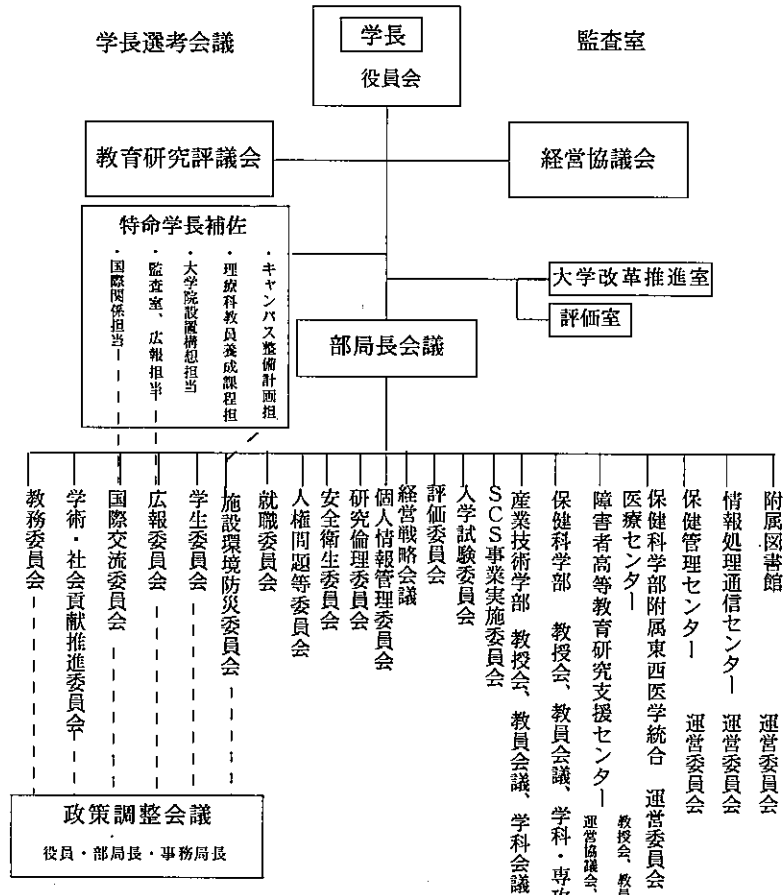 学長選考会議
学長
役員会
監査室
教育研究評議会
経営協議会
特命学長補佐
・国際関係担当
・監査室、広報担当
・大学院設置構想担当
・理療科教員養成課程担
・キャンパス整備計画担
大学改革推進室
評価室
部局長会議
教務委員会
学術・社会貢献推進委員会
国際交流委員会
広報委員会
学生委員会
施設環境防災委員会
就職委員会
人権問題等委員会
安全衛生委員会
研究倫理委員会
個人情報管理委員会
経営戦略会議
評価委員会
入学試験委員会
SCS事業実施委員会
産業技術学部 教授会、教員会議、学科会議
保健科学部 教授会、教員会議、学科・専攻
障害者高等教育研究支援センター 運営協議会、
教授会、教員
医療センター
保健科学部附属東西医学統合 運営委員会
保健管理センター 運営委員会
情報処理通信センター 運営委員会
附属図書館 運営委員会
政策調整会議
役員・部局長・事務局長